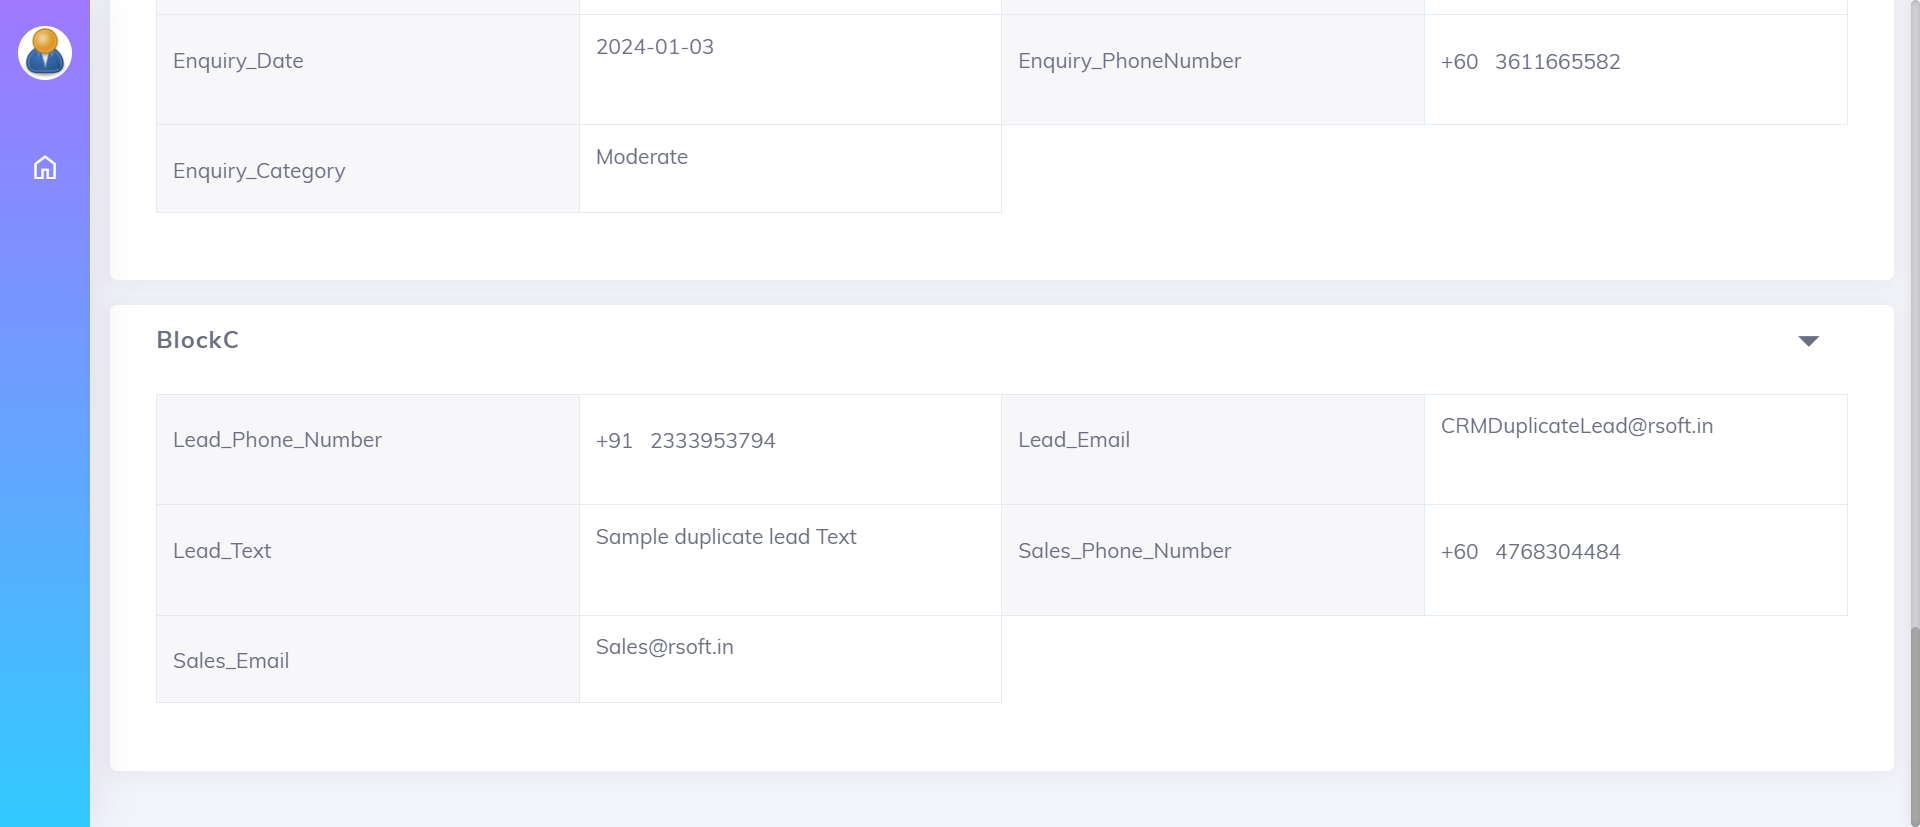 Enquiry_Date 2024-01-03 Enquiry_PhoneNumber +60 3611665582
Enquiry_Category Moderate
BlockC
Lead_Phone_Number +91 2333953794 Lead_Email CRMDuplicateLead@rsoft.in
Lead_Text Sample duplicate lead Text Sales_Phone_Number +60 4768304484
Sales_Email Sales@rsoft.in